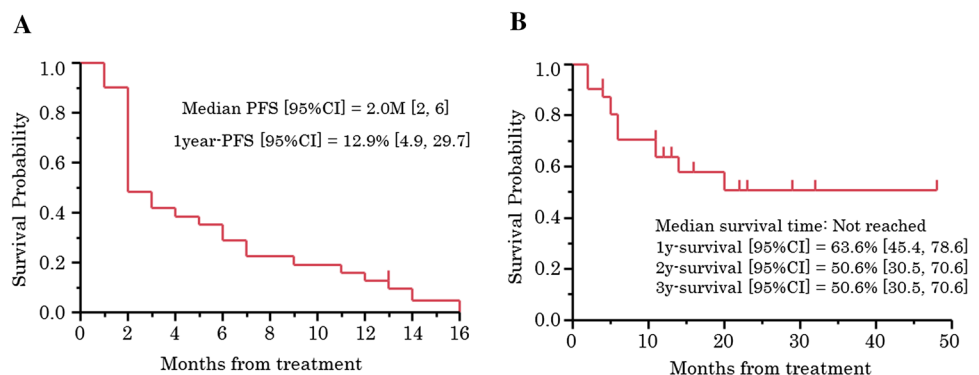 A
Survival Probability
1.0
0.8
0.6
0.4
0.2
0.0
Median PFS [95%CI] = 2.0M [2, 6]
1year-PFS [95%CI] = 12.9% [4.9, 29.7]
0 2 4 6 8 10 12 14 16
Months from treatment
B
Survival Probability
1.0
0.8
0.6
0.4
0.2
0.0
Median survival time: Not reached
1y-survival [95%CI] = 63.6% [45.4, 78.6]
2y-survival [95%CI] = 50.6% [30.5, 70.6]
3y-survival [95%CI] = 50.6% [30.5, 70.6]
0 10 20 30 40 50
Months from treatment